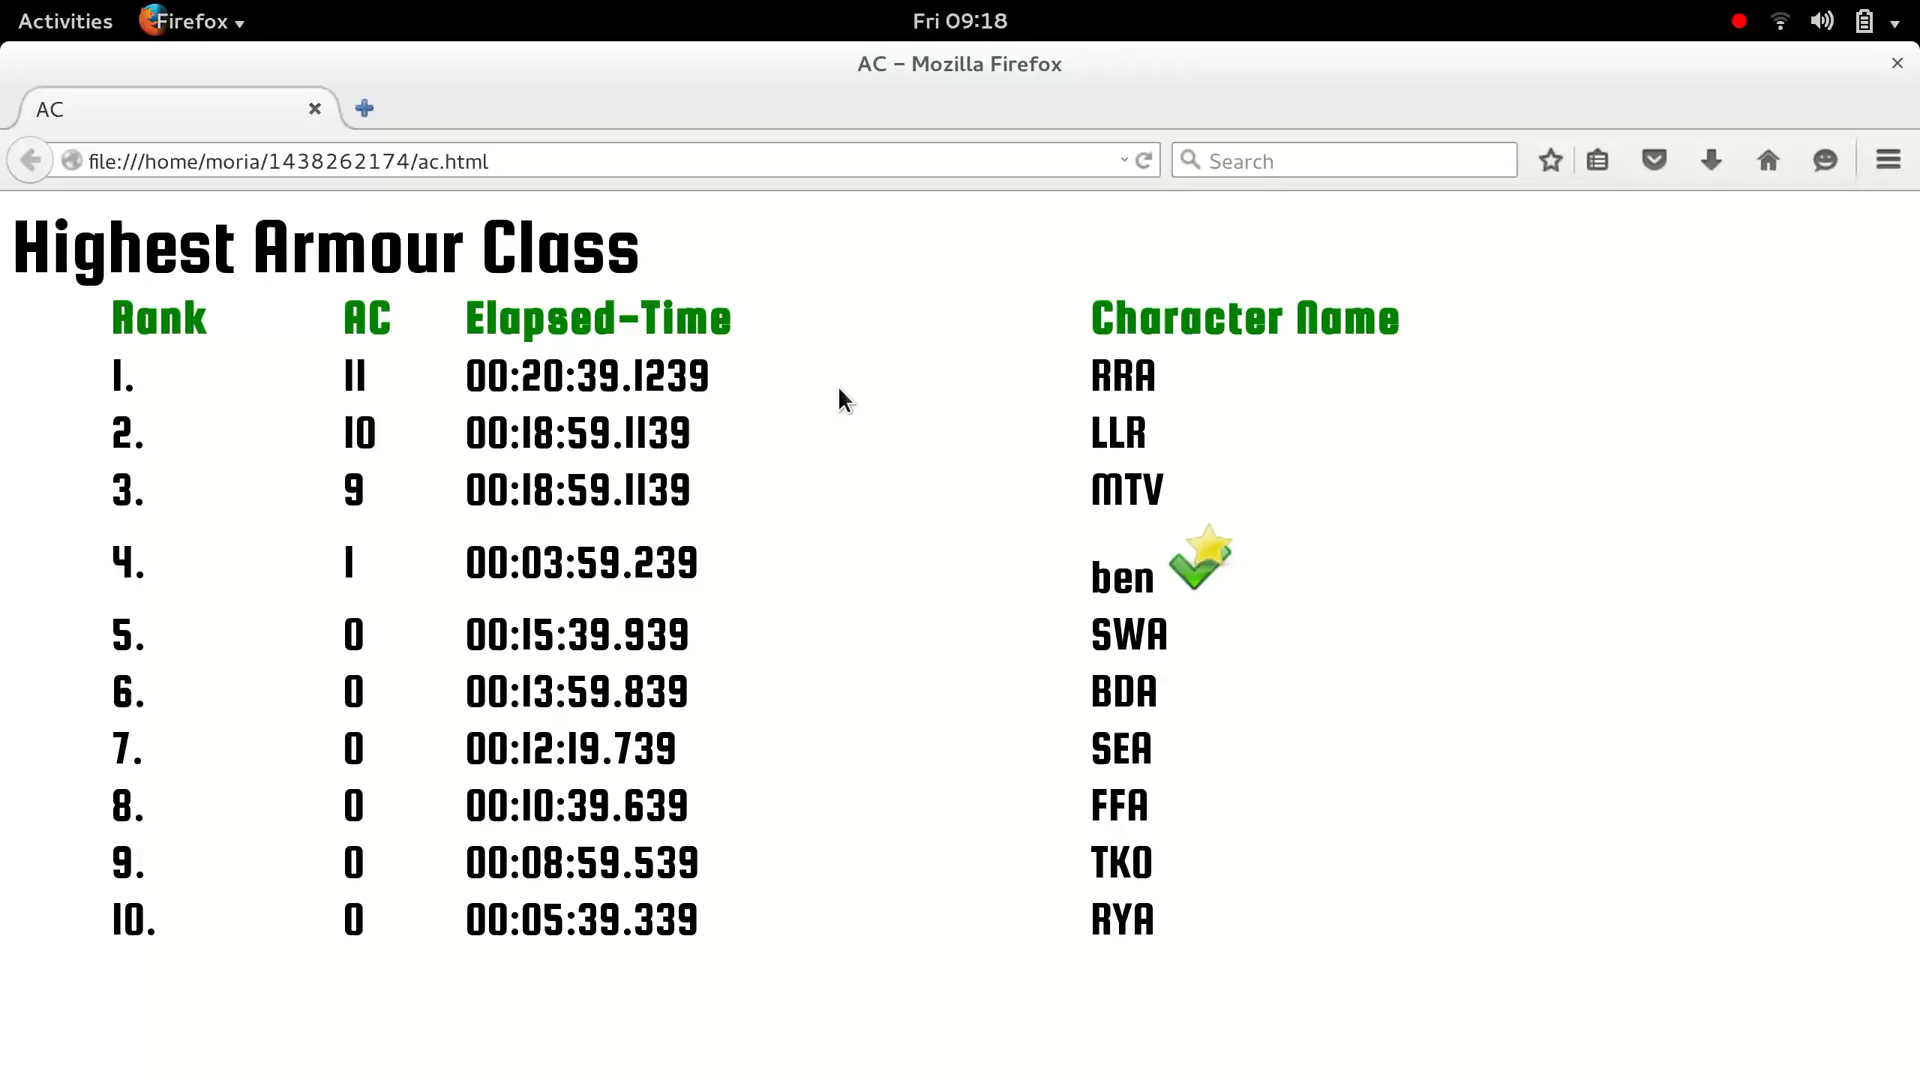 Activities Firefox Fri 09:18
AC - Mozilla Firefox
AC
file:///home/moria/1438262174/ac.html Search
Highest Armour Class
Rank AC Elapsed-Time Character Name
1. 11 00:20:39.1239 RRA
2. 10 00:18:59.1139 LLR
3. 9 00:18:59.1139 MTV
4. 1 00:03:59.239 ben
5. 0 00:15:39.939 SWA
6. 0 00:13:59.839 BDA
7. 0 00:12:19.739 SEA
8. 0 00:10:39.639 FFA
9. 0 00:08:59.539 TKO
10. 0 00:05:39.339 RYA